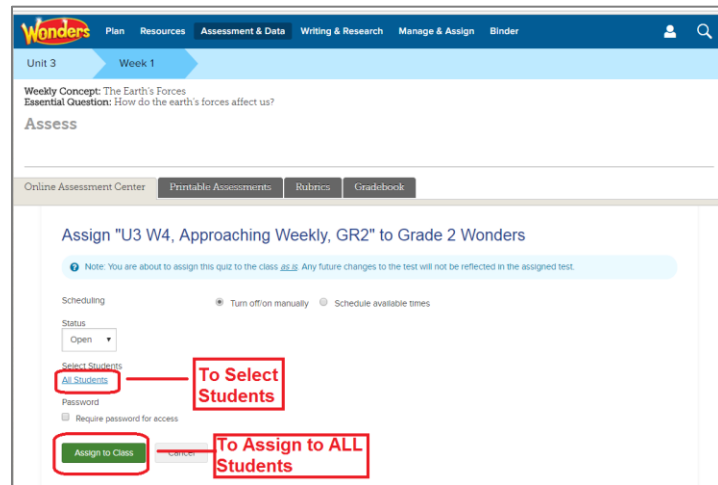 Wonders Plan Resources Assessment & Data Writing & Research Manage & Assign Binder
Unit 3 Week 1
Weekly Concept: The Earth's Forces
Essential Question: How do the earth's forces affect us?
Assess
Online Assessment Center Printable Assessments Rubrics Gradebook
Assign "U3 W4, Approaching Weekly, GR2" to Grade 2 Wonders
Note: You are about to assign this quiz to the class as is. Any future changes to the test will not be reflected in the assigned test.
Scheduling Turn off/on manually Schedule available times
Status
Open
Select Students
All Students
To Select
Students
Password
Require password for access
Assign to Class Cancel
To Assign to ALL
Students